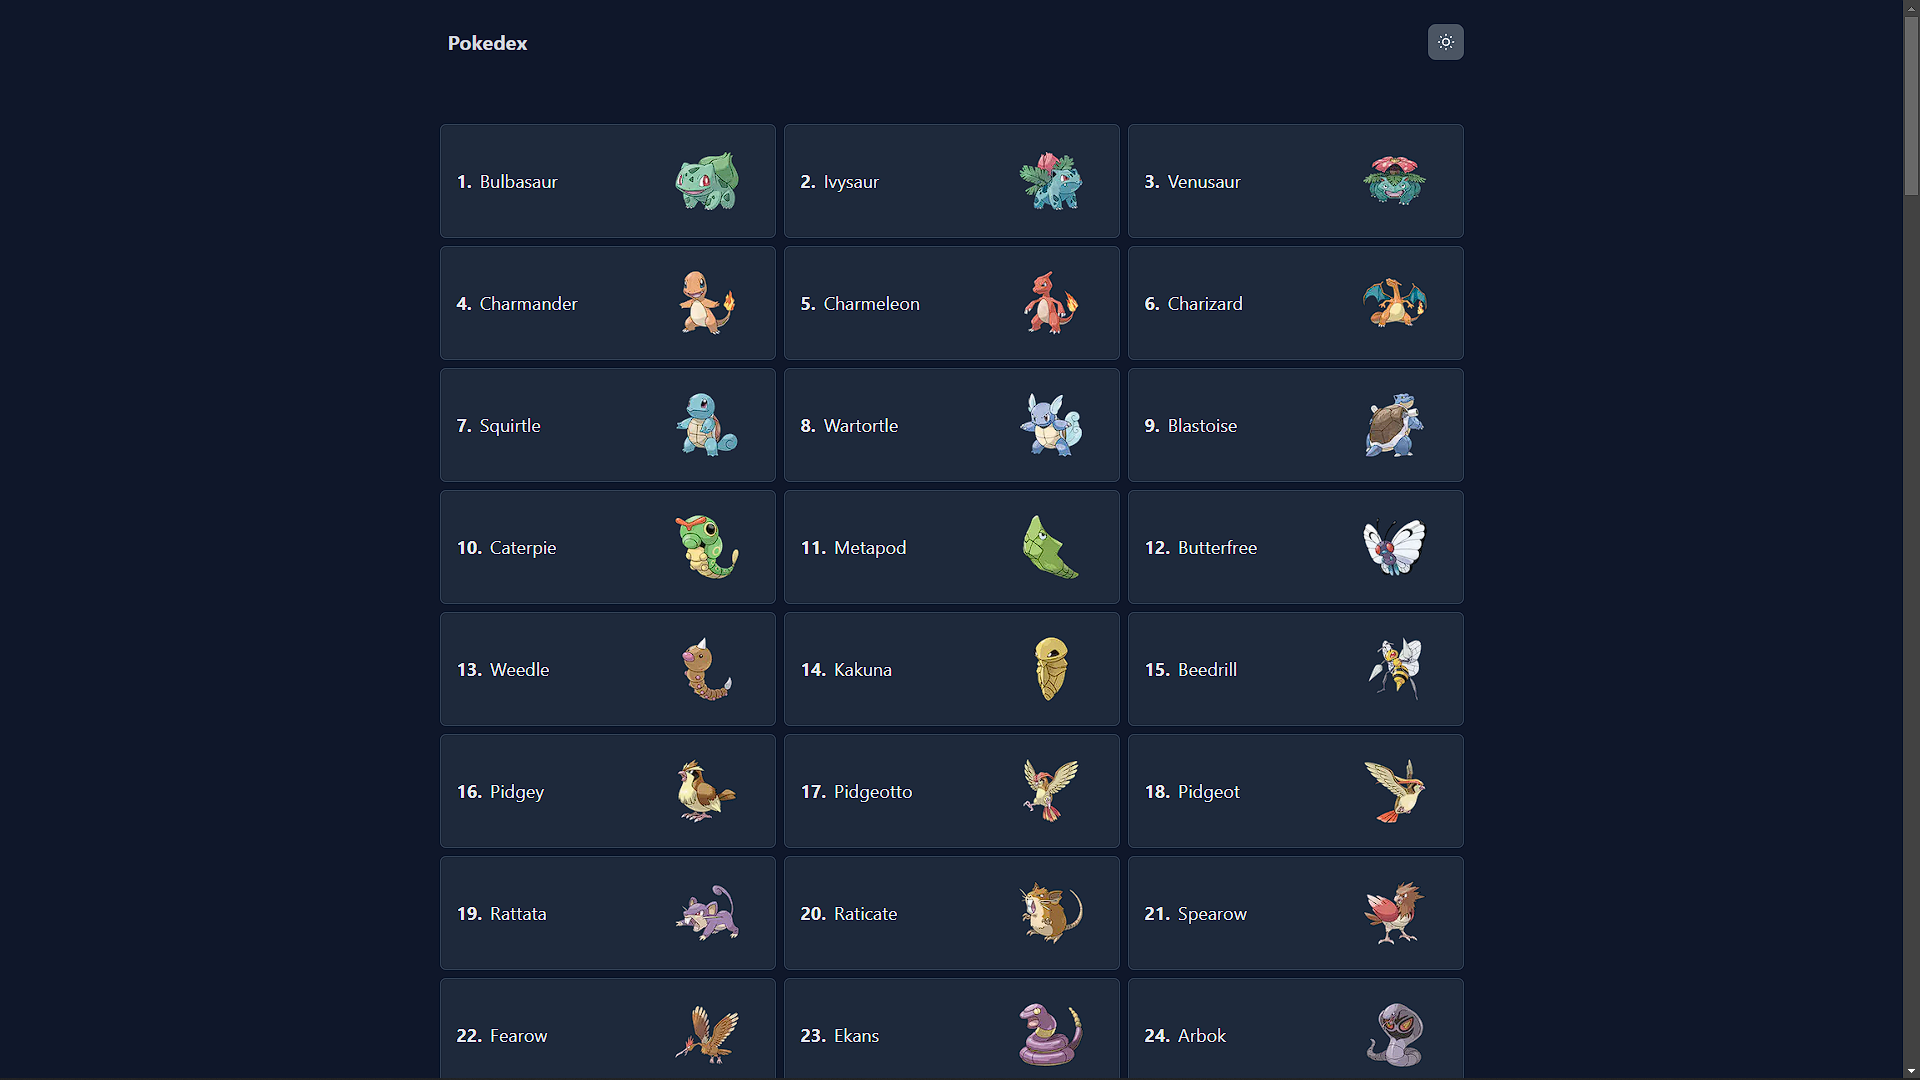 Pokedex
1. Bulbasaur
2. Ivysaur
3. Venusaur
4. Charmander
5. Charmeleon
6. Charizard
7. Squirtle
8. Wartortle
9. Blastoise
10. Caterpie
11. Metapod
12. Butterfree
13. Weedle
14. Kakuna
15. Beedrill
16. Pidgey
17. Pidgeotto
18. Pidgeot
19. Rattata
20. Raticate
21. Spearow
22. Fearow
23. Ekans
24. Arbok